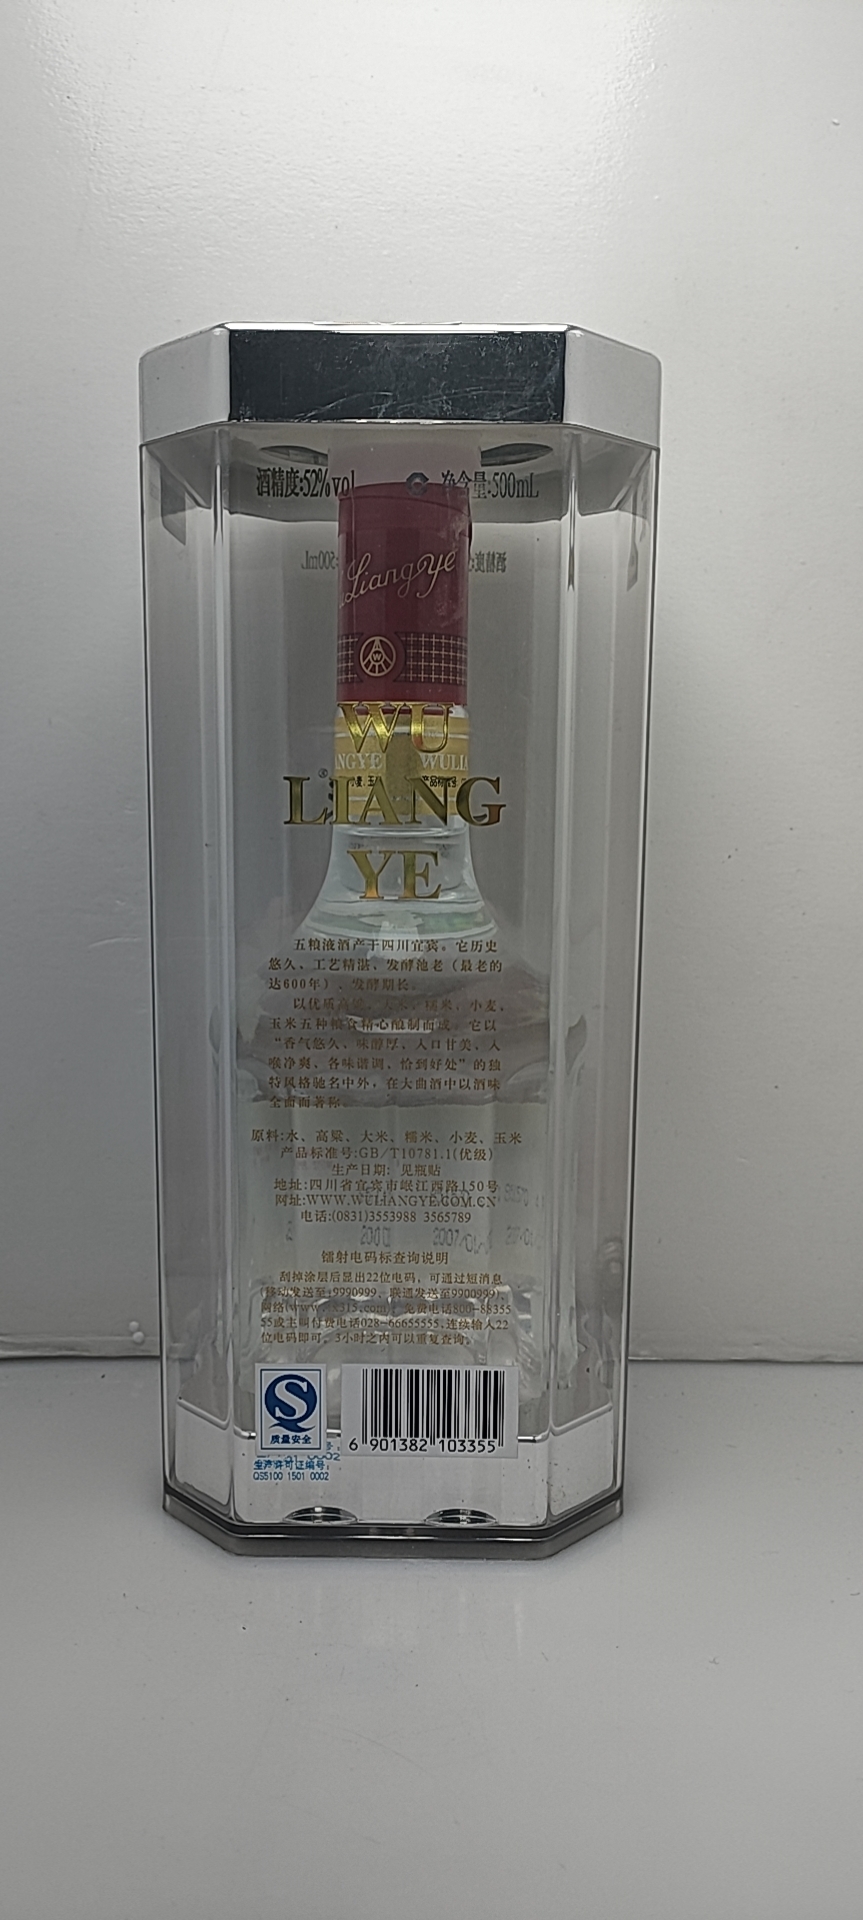 酒精度:52%vol 净含量:500mL
LiangYe
W
WU
LIANG
®
YE
五粮液酒产于四川宜宾。它历史
悠久、工艺精湛、发酵池老（最老的
达600年）、发酵期长。
以优质高粱、大米、糯米、小麦、
玉米五种粮食精心酿制而成。它以
“香气悠久、味醇厚、入口甘美、入
喉净爽、各味谐调、恰到好处”的独
特风格驰名中外，在大曲酒中以酒味
全面而著称。
原料:水、高粱、大米、糯米、小麦、玉米
产品标准号:GB/T10781.1(优级)
生产日期: 见瓶贴
地址:四川省宜宾市岷江西路150号
网址:WWW.WULIANGYE.COM.CN
电话:(0831)3553988 3565789
镭射电码标查询说明
刮掉涂层后显出22位电码，可通过短消息
(移动发送至:9990999、联通发送至9900999)、
网络(www.wx315.com)、免费电话800-88355
55或主叫付费电话028-66655555,连续输入22
位电码即可。3小时之内可以重复查询。
质量安全
6 901382 103355
生产许可证编号:
QS5100 1501 0002